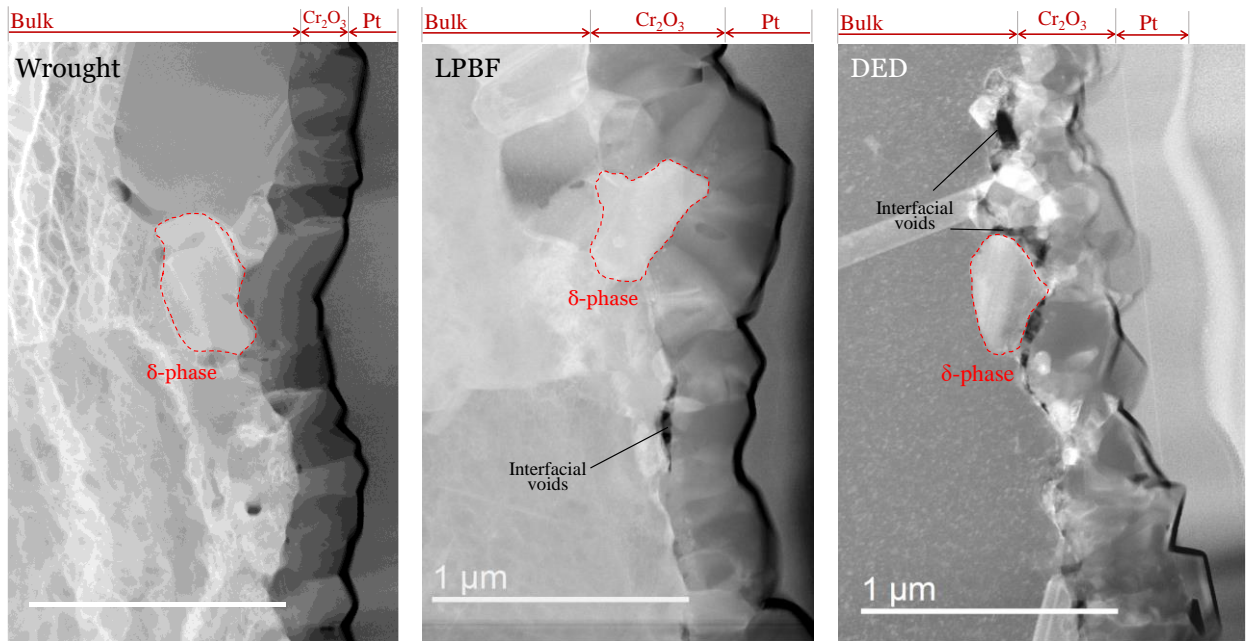 Bulk Cr₂O₃ Pt
Wrought
δ-phase
Bulk Cr₂O₃ Pt
LPBF
δ-phase
Interfacial
voids
1 μm
Bulk Cr₂O₃ Pt
DED
Interfacial
voids
δ-phase
1 μm